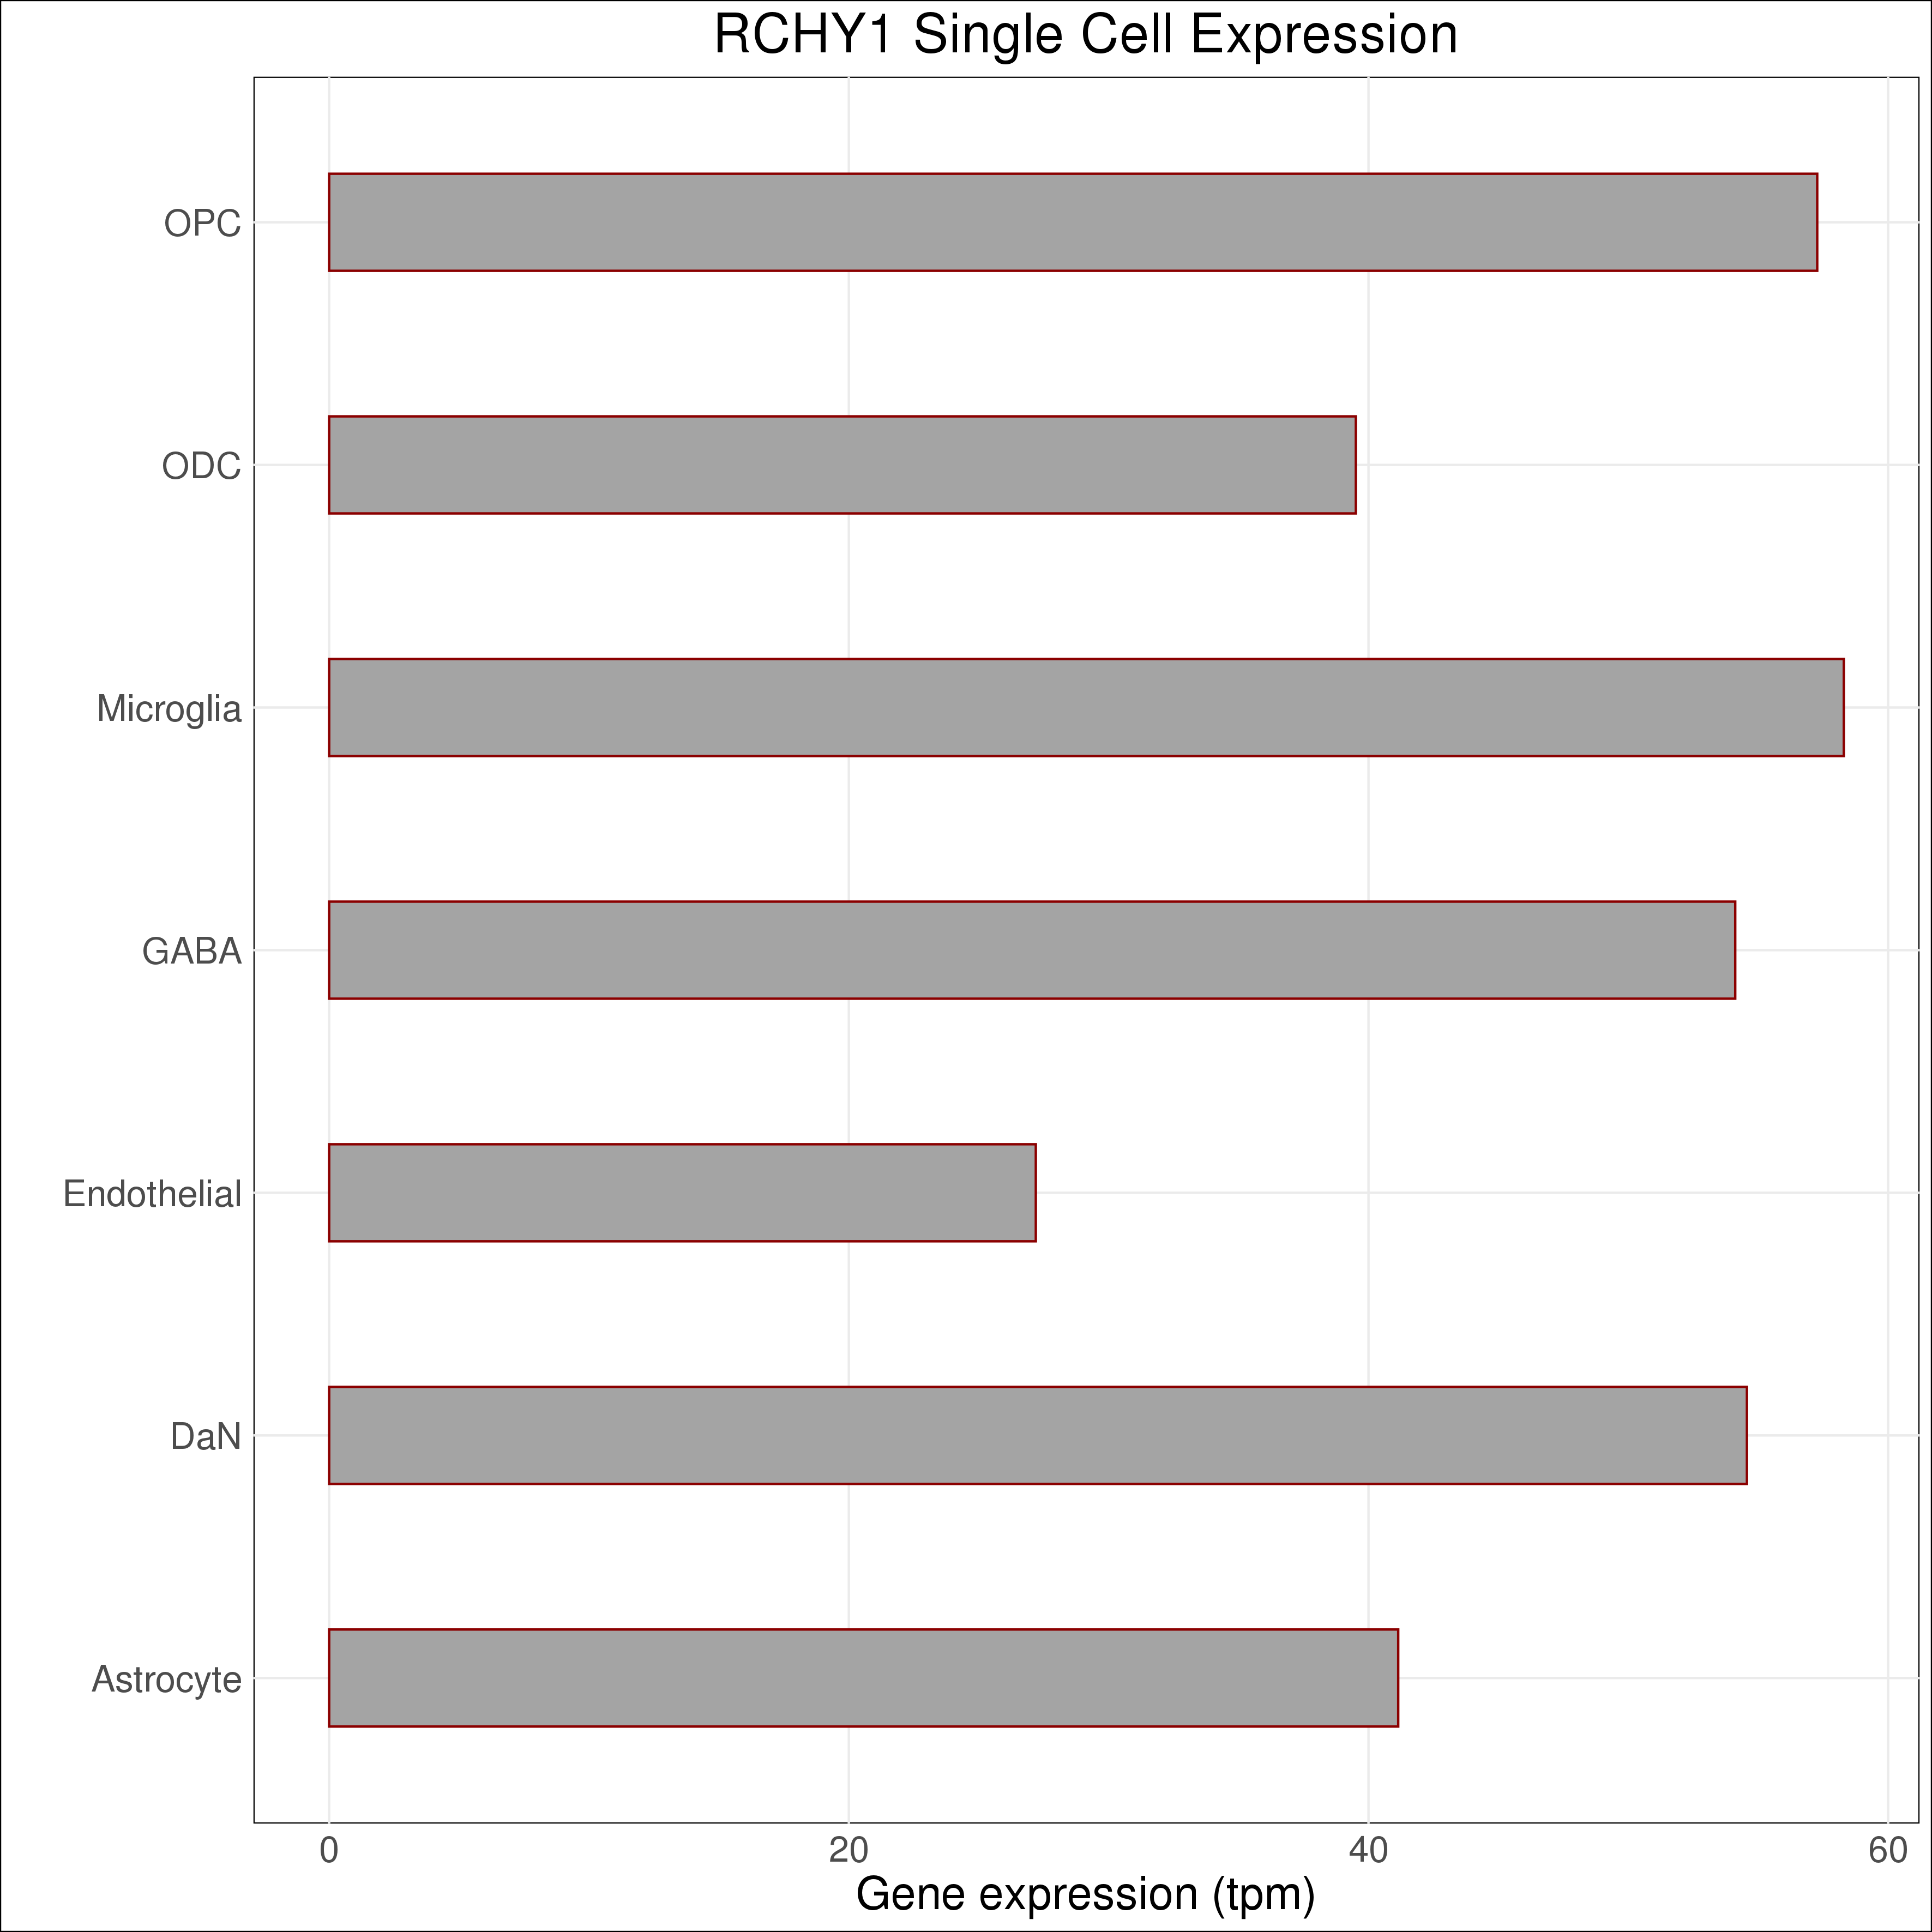 RCHY1 Single Cell Expression
OPC
ODC
Microglia
GABA
Endothelial
DaN
Astrocyte
0 20 40 60
Gene expression (tpm)